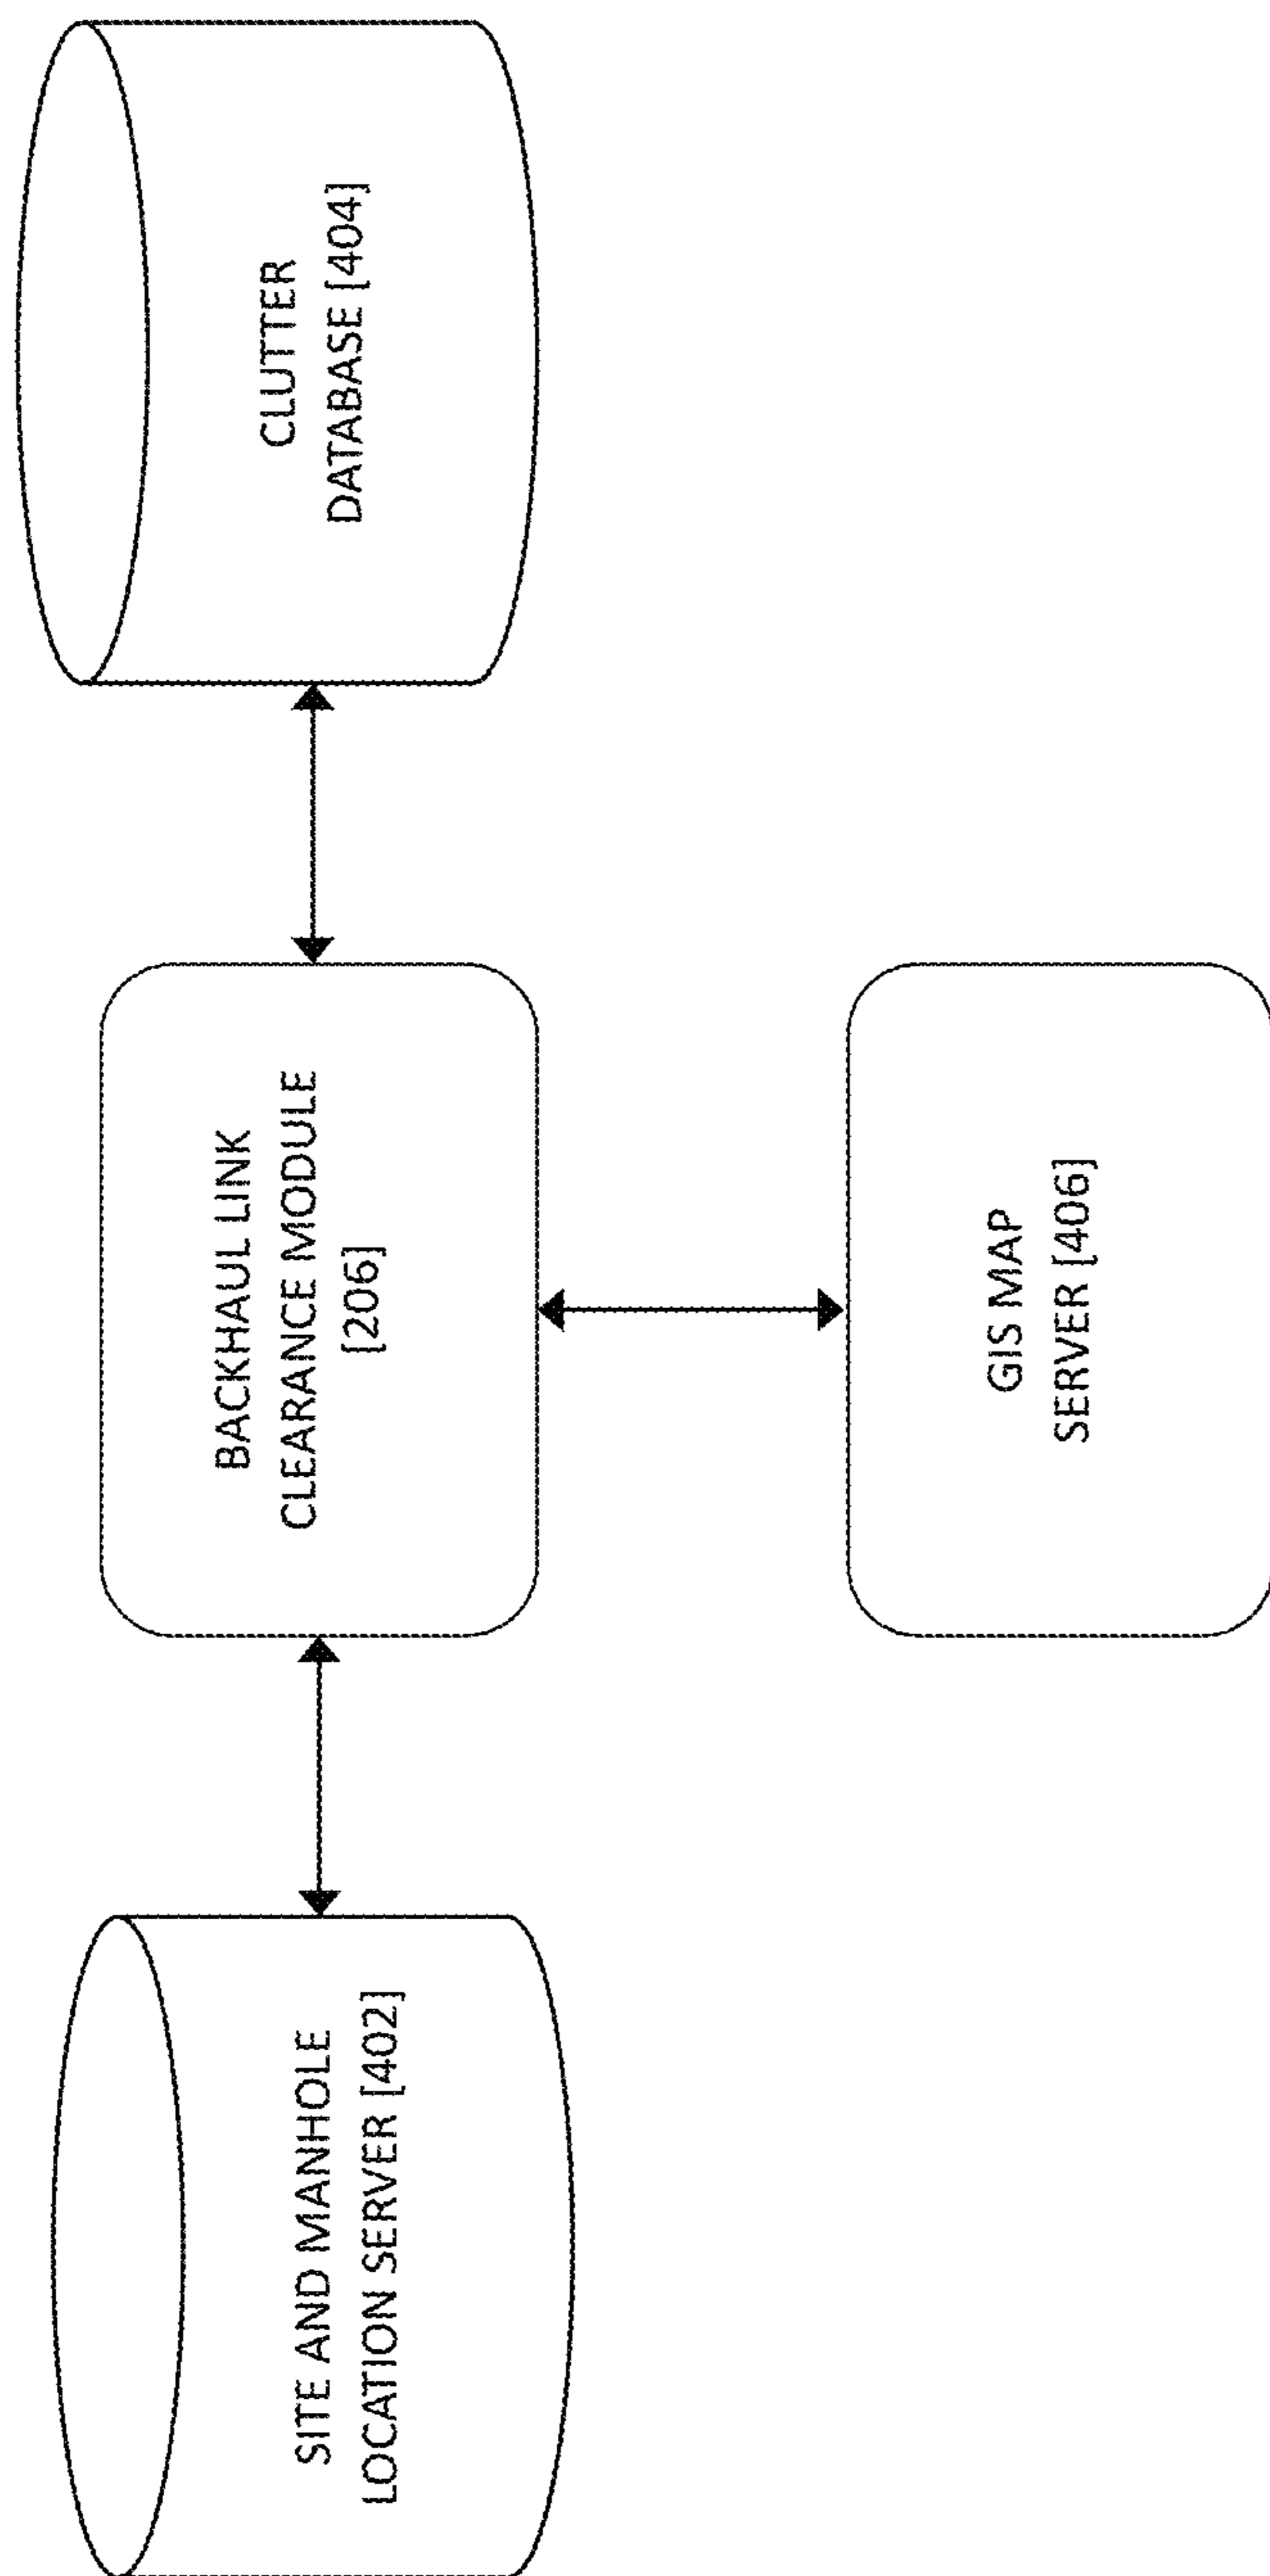 SITE AND MANHOLE
LOCATION SERVER [402]
BACKHAUL LINK
CLEARANCE MODULE
[206]
CLUTTER
DATABASE [404]
GIS MAP
SERVER [406]